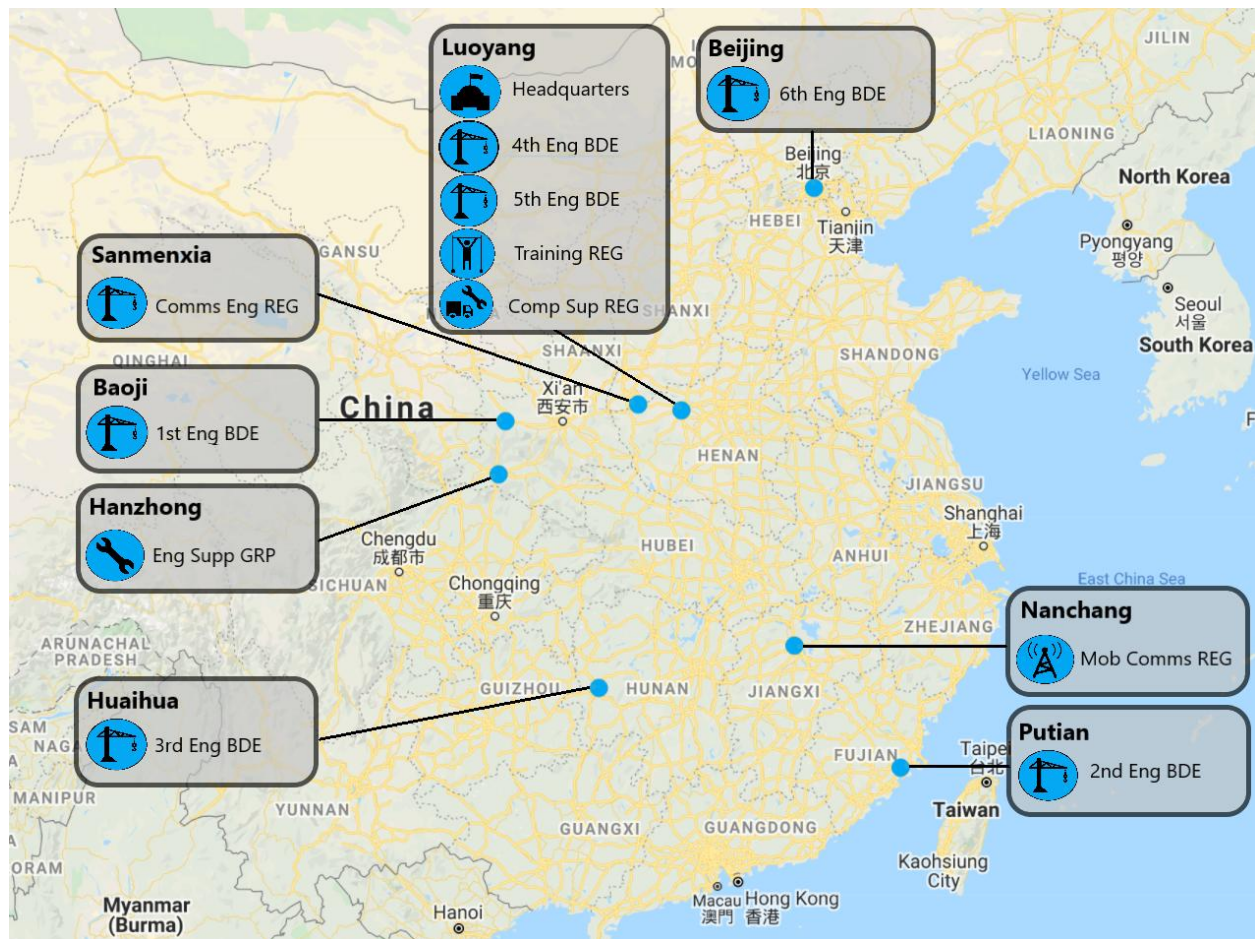 Luoyang
Headquarters
4th Eng BDE
5th Eng BDE
Training REG
Comp Sup REG
Beijing
6th Eng BDE
JILIN
MO
LIAONING
Beijing
北京
North Korea
HEBEI
Tianjin
天津
Pyongyang
평양
GANSU
Sanmenxia
Comms Eng REG
Seoul
서울
SHANXI
South Korea
SHAANXI
SHANDONG
QINGHAI
Yellow Sea
Baoji
1st Eng BDE
China
Xi'an
西安市
HENAN
JIANGSU
Hanzhong
Eng Supp GRP
Shanghai
上海
Chengdu
成都市
HUBEI
ANHUI
SICHUAN
Chongqing
重庆
East China Sea
Nanchang
Mob Comms REG
ZHEJIANG
ARUNACHAL
PRADESH
Huaihua
3rd Eng BDE
GUIZHOU
HUNAN
JIANGXI
Putian
2nd Eng BDE
SAM
NAGA
FUJIAN
Taipei
台北
MANIPUR
Taiwan
YUNNAN
GUANGXI
GUANGDONG
Kaohsiung
City
ORAM
Macau
澳門
Hong Kong
香港
Myanmar
(Burma)
Hanoi